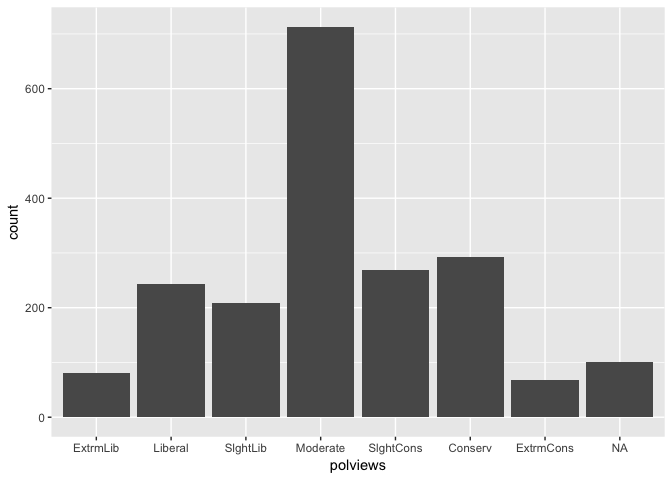 600
400
200
0
count
ExtrmLib Liberal SlghtLib Moderate SlghtCons Conserv ExtrmCons NA
polviews